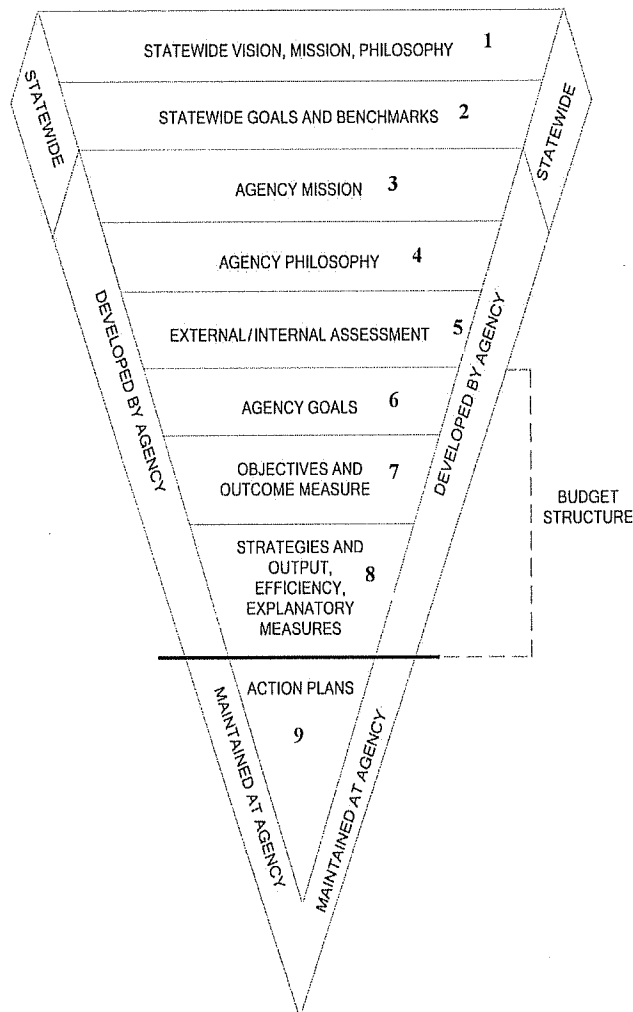 STATEWIDE VISION, MISSION, PHILOSOPHY 1
STATEWIDE
STATEWIDE
STATEWIDE GOALS AND BENCHMARKS 2
AGENCY MISSION 3
AGENCY PHILOSOPHY 4
EXTERNAL/INTERNAL ASSESSMENT 5
DEVELOPED BY AGENCY
DEVELOPED BY AGENCY
AGENCY GOALS 6
OBJECTIVES AND
OUTCOME MEASURE 7
BUDGET
STRUCTURE
STRATEGIES AND
OUTPUT,
EFFICIENCY, 8
EXPLANATORY
MEASURES
ACTION PLANS
9
MAINTAINED AT AGENCY
MAINTAINED AT AGENCY